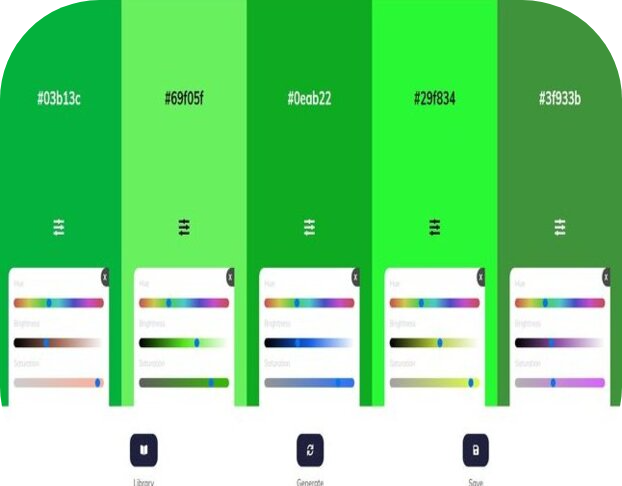 #03b13c #69f05f #0eab22 #29f834 #3f933b
X X X X X
Hue Hue Hue Hue Hue
Brightness Brightness Brightness Brightness Brightness
Saturation Saturation Saturation Saturation Saturation
Library Generate Save